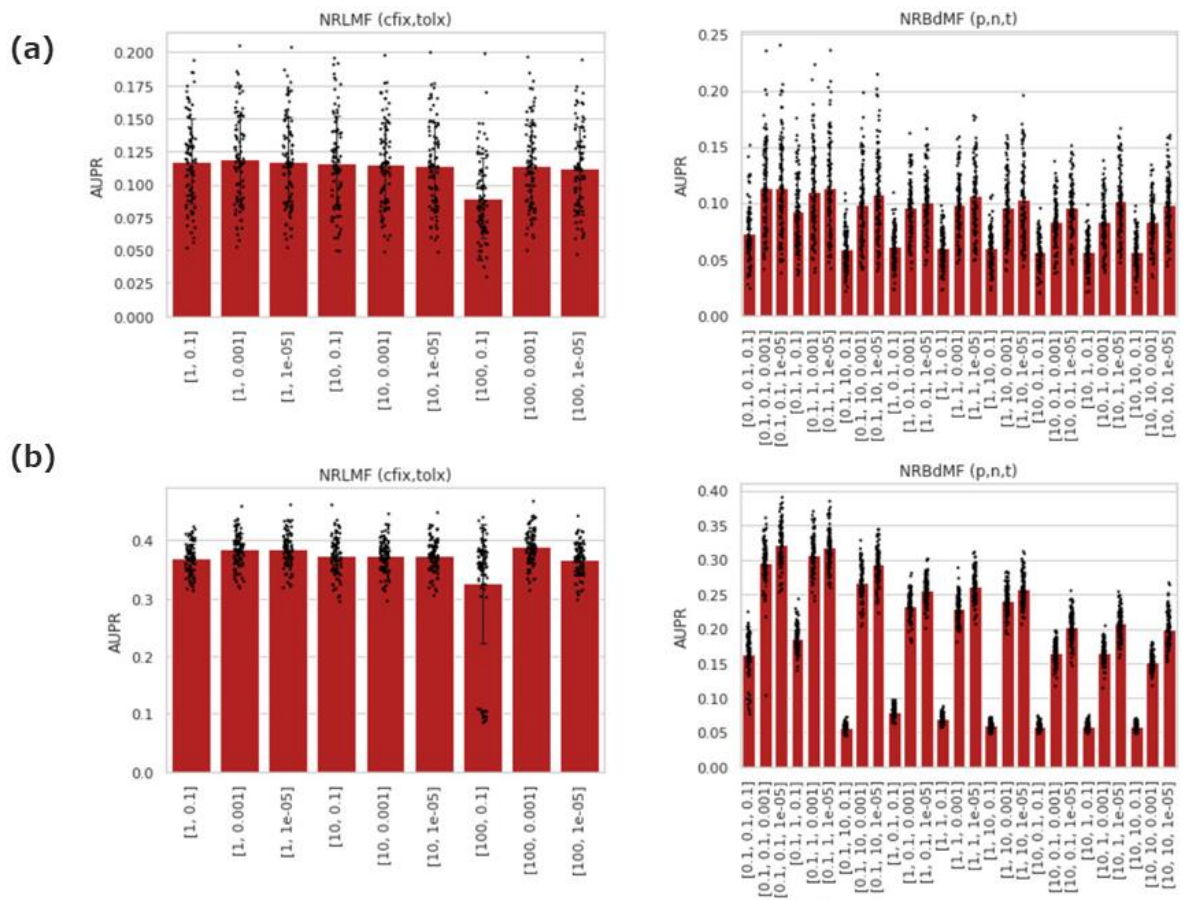 (a)
NRLMF (cfix,tolx)
AUPR
0.200
0.175
0.150
0.125
0.100
0.075
0.050
0.025
0.000
[1, 0.1]
[1, 0.001]
[1, 1e-05]
[10, 0.1]
[10, 0.001]
[10, 1e-05]
[100, 0.1]
[100, 0.001]
[100, 1e-05]
NRBdMF (p,n,t)
AUPR
0.25
0.20
0.15
0.10
0.05
0.00
[0.1, 0.1, 0.1]
[0.1, 0.1, 0.001]
[0.1, 0.1, 1e-05]
[0.1, 1, 0.1]
[0.1, 1, 0.001]
[0.1, 1, 1e-05]
[0.1, 10, 0.1]
[0.1, 10, 0.001]
[0.1, 10, 1e-05]
[1, 0.1, 0.1]
[1, 0.1, 0.001]
[1, 0.1, 1e-05]
[1, 1, 0.1]
[1, 1, 0.001]
[1, 1, 1e-05]
[1, 10, 0.1]
[1, 10, 0.001]
[1, 10, 1e-05]
[10, 0.1, 0.1]
[10, 0.1, 0.001]
[10, 0.1, 1e-05]
[10, 1, 0.1]
[10, 1, 0.001]
[10, 1, 1e-05]
[10, 10, 0.1]
[10, 10, 0.001]
[10, 10, 1e-05]
(b)
NRLMF (cfix,tolx)
AUPR
0.4
0.3
0.2
0.1
0.0
[1, 0.1]
[1, 0.001]
[1, 1e-05]
[10, 0.1]
[10, 0.001]
[10, 1e-05]
[100, 0.1]
[100, 0.001]
[100, 1e-05]
NRBdMF (p,n,t)
AUPR
0.40
0.35
0.30
0.25
0.20
0.15
0.10
0.05
0.00
[0.1, 0.1, 0.1]
[0.1, 0.1, 0.001]
[0.1, 0.1, 1e-05]
[0.1, 1, 0.1]
[0.1, 1, 0.001]
[0.1, 1, 1e-05]
[0.1, 10, 0.1]
[0.1, 10, 0.001]
[0.1, 10, 1e-05]
[1, 0.1, 0.1]
[1, 0.1, 0.001]
[1, 0.1, 1e-05]
[1, 1, 0.1]
[1, 1, 0.001]
[1, 1, 1e-05]
[1, 10, 0.1]
[1, 10, 0.001]
[1, 10, 1e-05]
[10, 0.1, 0.1]
[10, 0.1, 0.001]
[10, 0.1, 1e-05]
[10, 1, 0.1]
[10, 1, 0.001]
[10, 1, 1e-05]
[10, 10, 0.1]
[10, 10, 0.001]
[10, 10, 1e-05]